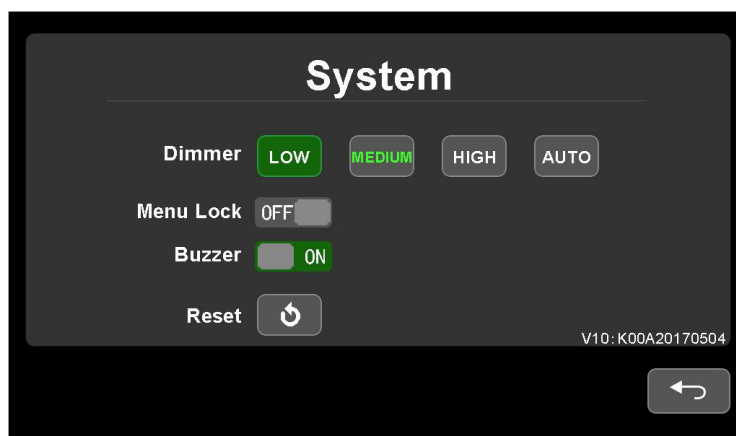 System
Dimmer LOW MEDIUM HIGH AUTO
Menu Lock OFF
Buzzer ON
Reset
V10:K00A20170504